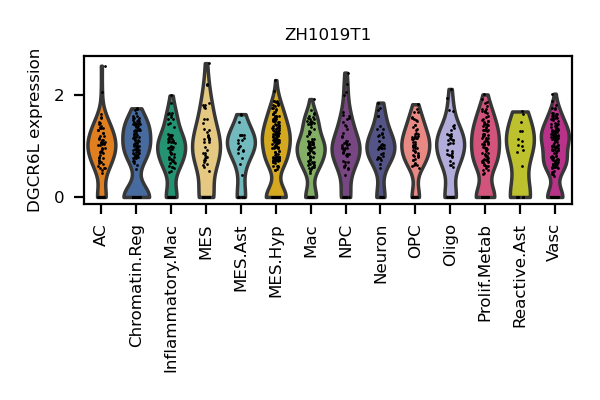 ZH1019T1
DGCR6L expression
2
0
AC
Chromatin.Reg
Inflammatory.Mac
MES
MES.Ast
MES.Hyp
Mac
NPC
Neuron
OPC
Oligo
Prolif.Metab
Reactive.Ast
Vasc